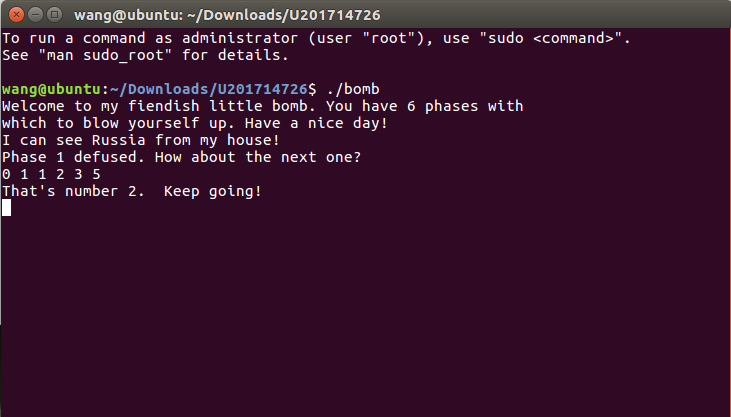 wang@ubuntu: ~/Downloads/U201714726
To run a command as administrator (user "root"), use "sudo <command>".
See "man sudo_root" for details.
wang@ubuntu:~/Downloads/U201714726$ ./bomb
Welcome to my fiendish little bomb. You have 6 phases with
which to blow yourself up. Have a nice day!
I can see Russia from my house!
Phase 1 defused. How about the next one?
0 1 1 2 3 5
That's number 2.  Keep going!